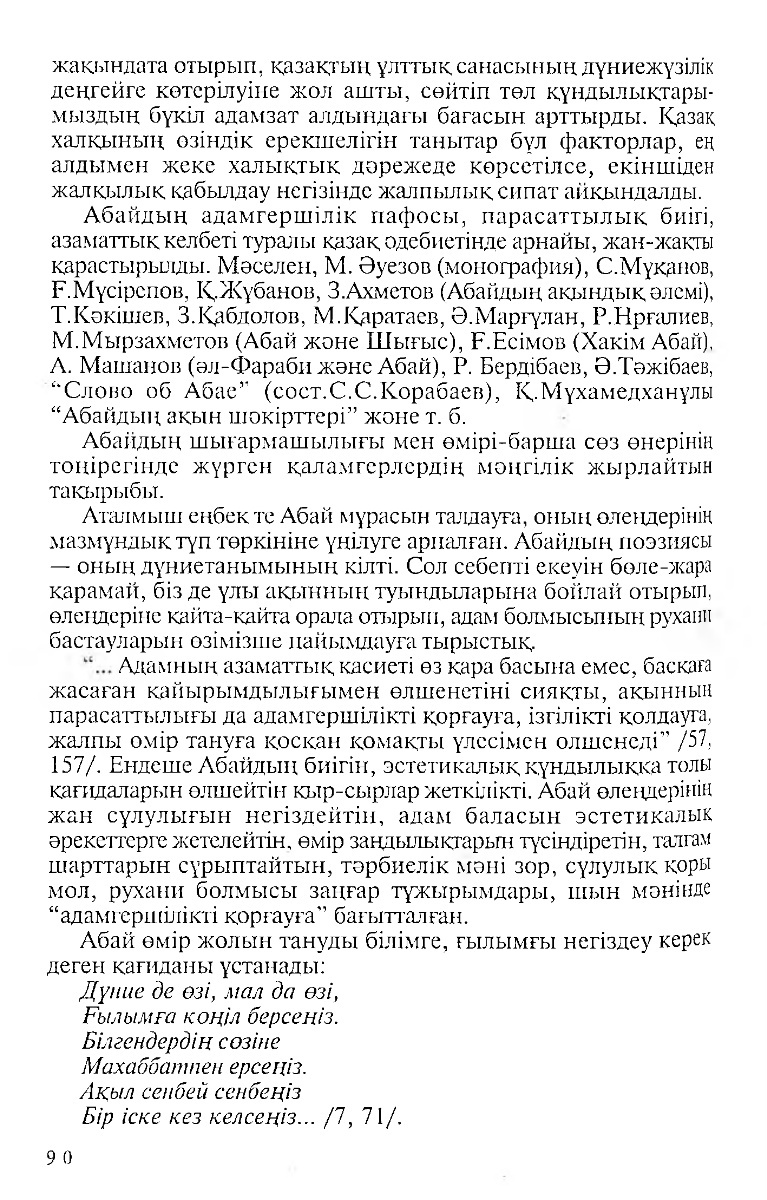 жақындата отырып, қазақтың ұлттық санасының дүниежүзілік
деңгейге көтерілуіне жол ашты, сөйтіп төл құндылықтары-
мыздың бүкіл адамзат алдындағы бағасын арттырды. Қазақ
халқының өзіндік ерекшелігін танытар бұл факторлар, ең
алдымен жеке халықтық дәрежеде көрсетілсе, екіншіден
жалқылық қабылдау негізінде жалпылық сипат айқындалды.
Абайдың адамгершілік пафосы, парасаттылық биігі,
азаматтық келбеті туралы қазақ әдебиетінде арнайы, жан-жақты
қарастырылды. Мәселен, М. Әуезов (монография), С.Мұқанов,
Ғ.Мүсірепов, Қ.Жұбанов, З.Ахметов (Абайдың ақындық әлемі),
Т.Кәкішев, З.Қабдолов, М.Қаратаев, Ә.Марғұлан, Р.Нрғалиев,
М.Мырзахметов (Абай және Шығыс), Ғ.Есімов (Хакім Абай),
А. Машанов (әл-Фараби және Абай), Р. Бердібаев, Ә.Тәжібаев,
“Слово об Абае” (сост.С.С.Корабаев), Қ.Мұхамедханұлы
“Абайдың ақын шәкірттері” және т. б.
Абайдың шығармашылығы мен өмірі-барша сөз өнерінің
төңірегінде жүрген қаламгерлердің мәңгілік жырлайтын
тақырыбы.
Аталмыш еңбек те Абай мұрасын талдауға, оның өлеңдерінің
мазмұндық түп төркініне үңілуге арналған. Абайдың поэзиясы
— оның дүниетанымының кілті. Сол себепті екеуін бөле-жара
қарамай, біз де ұлы ақынның туындыларына бойлай отырып,
өлеңдеріне қайта-қайта орала отырып, адам болмысының рухани
бастауларын өзімізше пайымдауға тырыстық.
“... Адамның азаматтық қасиеті өз қара басына емес, басқаға
жасаған қайырымдылығымен өлшенетіні сияқты, ақынның
парасаттылығы да адамгершілікті қорғауға, ізгілікті қолдауға,
жалпы өмір тануға қосқан қомақты үлесімен өлшенеді” /57,
157/. Ендеше Абайдың биігін, эстетикалық құндылыққа толы
қағидаларын өлшейтін қыр-сырлар жеткілікті. Абай өлеңдерінің
жан сұлулығын негіздейтін, адам баласын эстетикалық
әрекеттерге жетелейтін, өмір заңдылықтарын түсіндіретін, талғам
шарттарын сұрыптайтын, тәрбиелік мәні зор, сұлулық қоры
мол, рухани болмысы заңғар тұжырымдары, шын мәнінде
“адамгершілікті қорғауға” бағытталған.
Абай өмір жолын тануды білімге, ғылымғы негіздеу керек
деген қағиданы ұстанады:
Дүние де өзі, мал да өзі,
Ғылымға көңіл берсеңіз.
Білгендердің сөзіне
Махаббатпен ерсеңіз.
Ақыл сенбей сенбеңіз
Бір іске кез келсеңіз... /7, 71/.
9 0